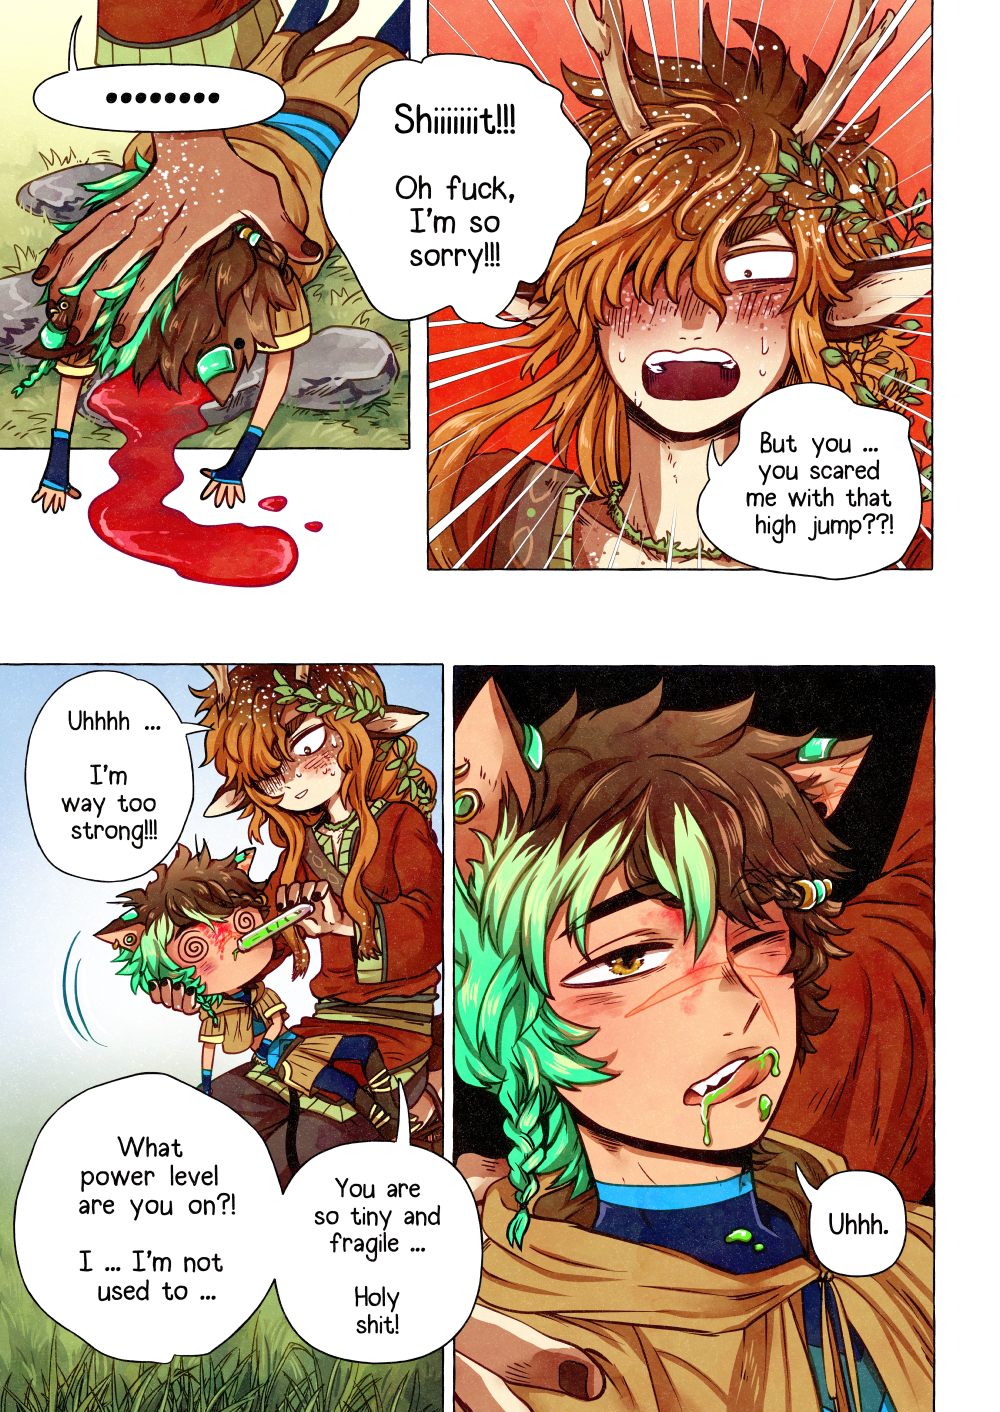 ••••••••
Shiiiiiiit!!!
Oh fuck,
I'm so
sorry!!!
But you ...
you scared
me with that
high jump??!
Uhhhh ...
I'm
way too
strong!!!
What
power level
are you on?!
I ... I'm not
used to ...
You are
so tiny and
fragile ...
Holy
shit!
Uhhh.